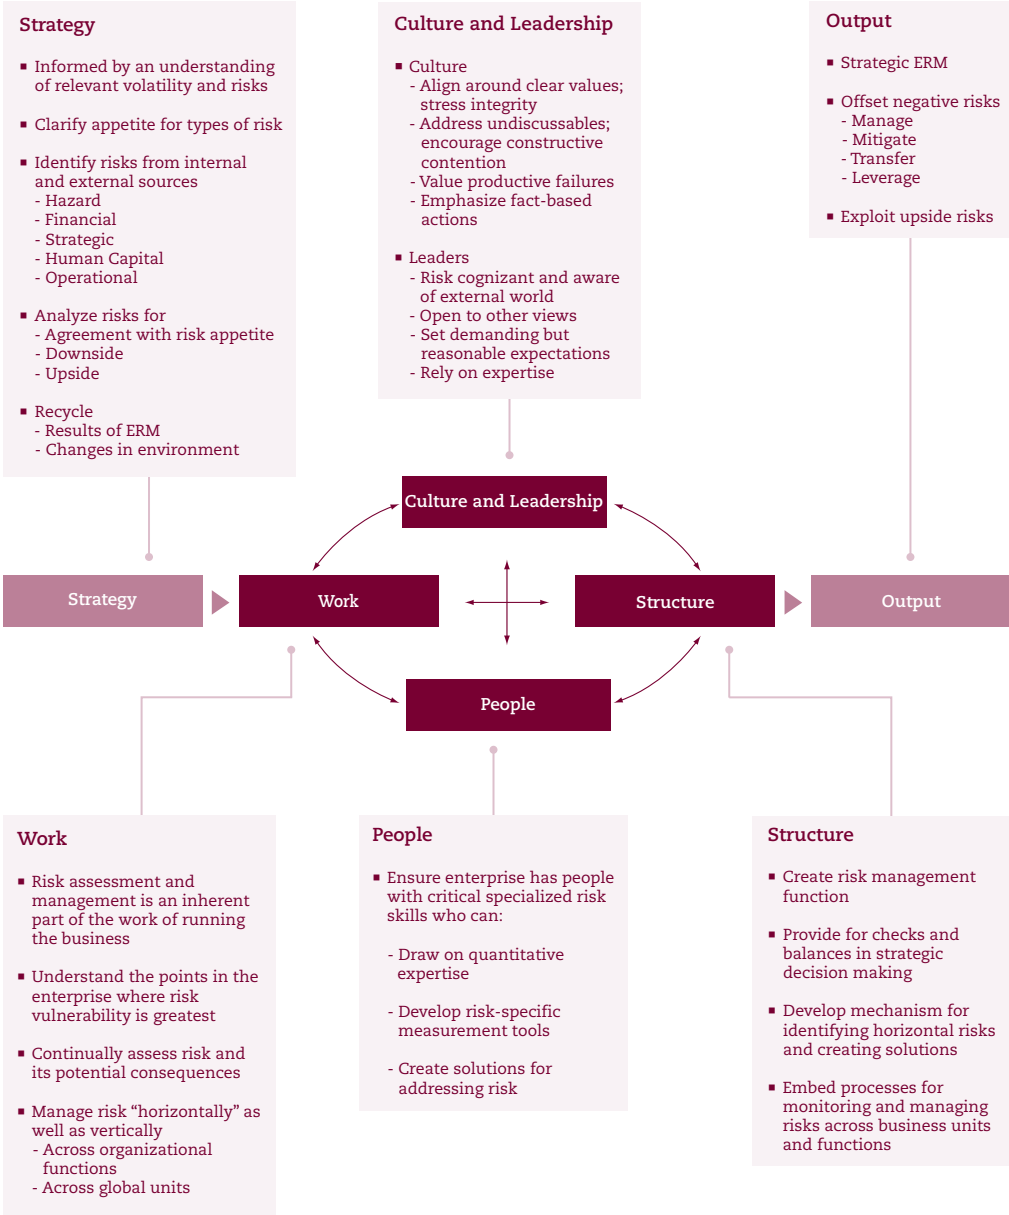 Strategy
▪ Informed by an understanding
of relevant volatility and risks
▪ Clarify appetite for types of risk
▪ Identify risks from internal
and external sources
- Hazard
- Financial
- Strategic
- Human Capital
- Operational
▪ Analyze risks for
- Agreement with risk appetite
- Downside
- Upside
▪ Recycle
- Results of ERM
- Changes in environment
Culture and Leadership
▪ Culture
- Align around clear values;
stress integrity
- Address undiscussables;
encourage constructive
contention
- Value productive failures
- Emphasize fact-based
actions
▪ Leaders
- Risk cognizant and aware
of external world
- Open to other views
- Set demanding but
reasonable expectations
- Rely on expertise
Output
▪ Strategic ERM
▪ Offset negative risks
- Manage
- Mitigate
- Transfer
- Leverage
▪ Exploit upside risks
Culture and Leadership
Strategy
Work
Structure
Output
People
Work
▪ Risk assessment and
management is an inherent
part of the work of running
the business
▪ Understand the points in the
enterprise where risk
vulnerability is greatest
▪ Continually assess risk and
its potential consequences
▪ Manage risk “horizontally” as
well as vertically
- Across organizational
functions
- Across global units
People
▪ Ensure enterprise has people
with critical specialized risk
skills who can:
- Draw on quantitative
expertise
- Develop risk-specific
measurement tools
- Create solutions for
addressing risk
Structure
▪ Create risk management
function
▪ Provide for checks and
balances in strategic
decision making
▪ Develop mechanism for
identifying horizontal risks
and creating solutions
▪ Embed processes for
monitoring and managing
risks across business units
and functions